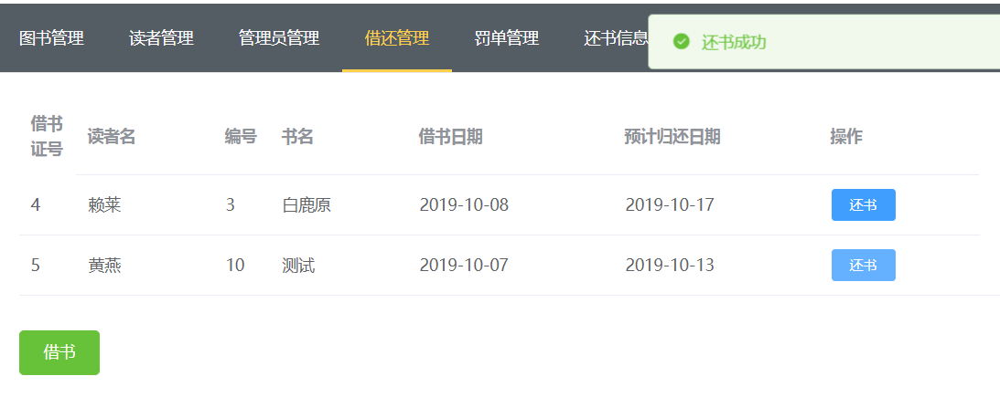 图书管理 读者管理 管理员管理 借还管理 罚单管理 还书信息 还书成功
借书
证号 读者名 编号 书名 借书日期 预计归还日期 操作
4 赖莱 3 白鹿原 2019-10-08 2019-10-17 还书
5 黄燕 10 测试 2019-10-07 2019-10-13 还书
借书